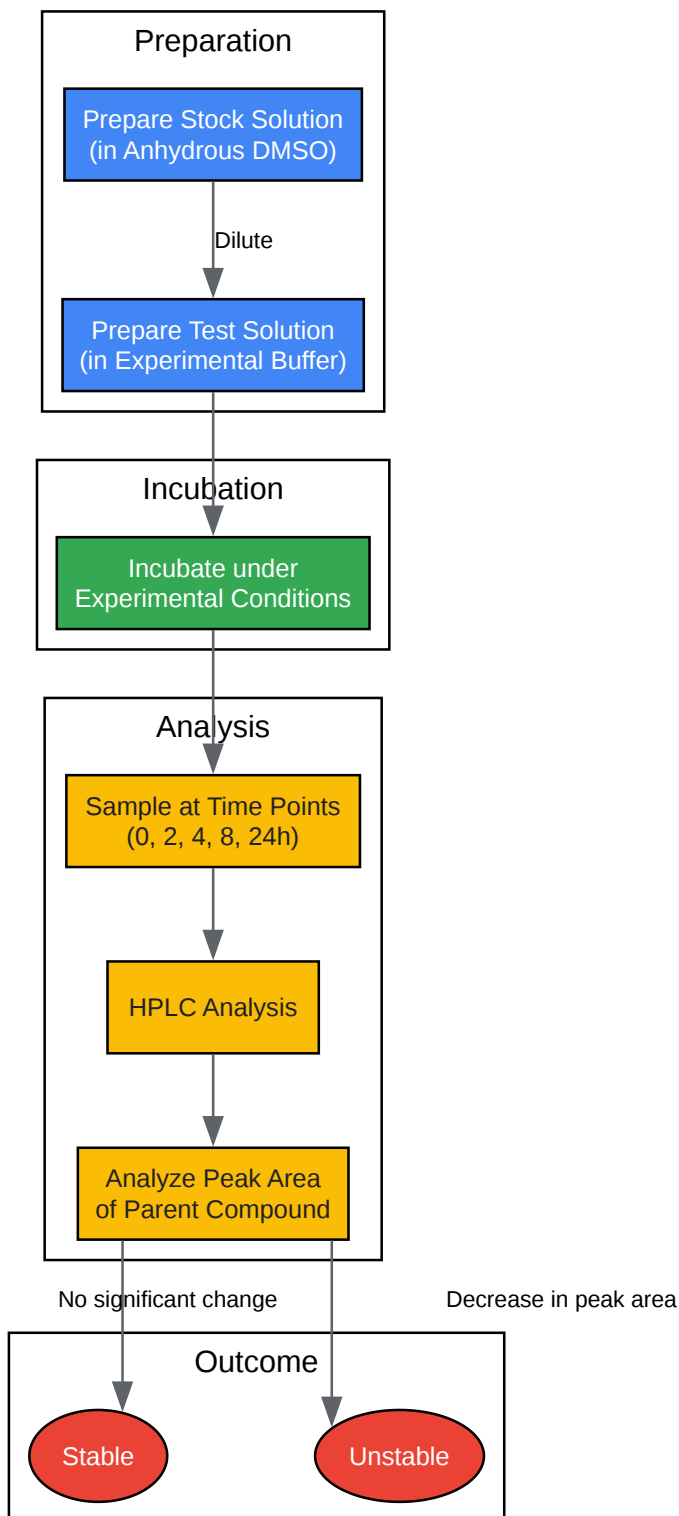 Preparation
Prepare Stock Solution
(in Anhydrous DMSO)
Dilute
Prepare Test Solution
(in Experimental Buffer)
Incubation
Incubate under
Experimental Conditions
Analysis
Sample at Time Points
(0, 2, 4, 8, 24h)
HPLC Analysis
Analyze Peak Area
of Parent Compound
No significant change
Decrease in peak area
Outcome
Stable
Unstable